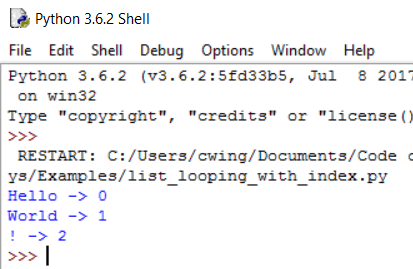 Python 3.6.2 Shell
File Edit Shell Debug Options Window Help
Python 3.6.2 (v3.6.2:5fd33b5, Jul 8 2017
on win32
Type "copyright", "credits" or "license()
>>>
RESTART: C:/Users/cwing/Documents/Code
ys/Examples/list_looping_with_index.py
Hello -> 0
World -> 1
! -> 2
>>>